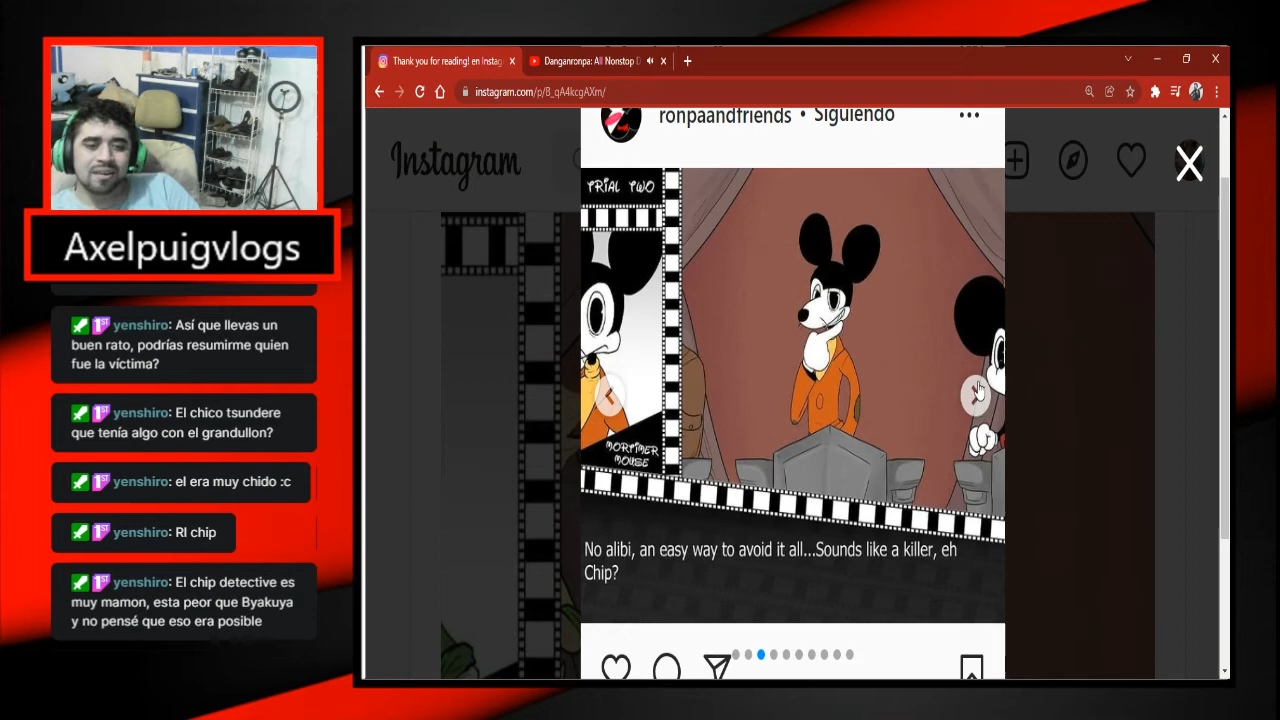 Axelpuigvlogs
yenshiro: Así que llevas un
buen rato, podrías resumirme quien
fue la víctima?
yenshiro: El chico tsundere
que tenía algo con el grandullon?
yenshiro: el era muy chido :c
yenshiro: RI chip
yenshiro: El chip detective es
muy mamon, esta peor que Byakuya
y no pensé que eso era posible
Thank you for reading! en Instag
Danganronpa: All Nonstop D
instagram.com/p/B_qA4kcgAXm/
Instagram
ronpaandfriends • Siguiendo
TRIAL TWO
MORTIMER
MOUSE
No alibi, an easy way to avoid it all...Sounds like a killer, eh
Chip?